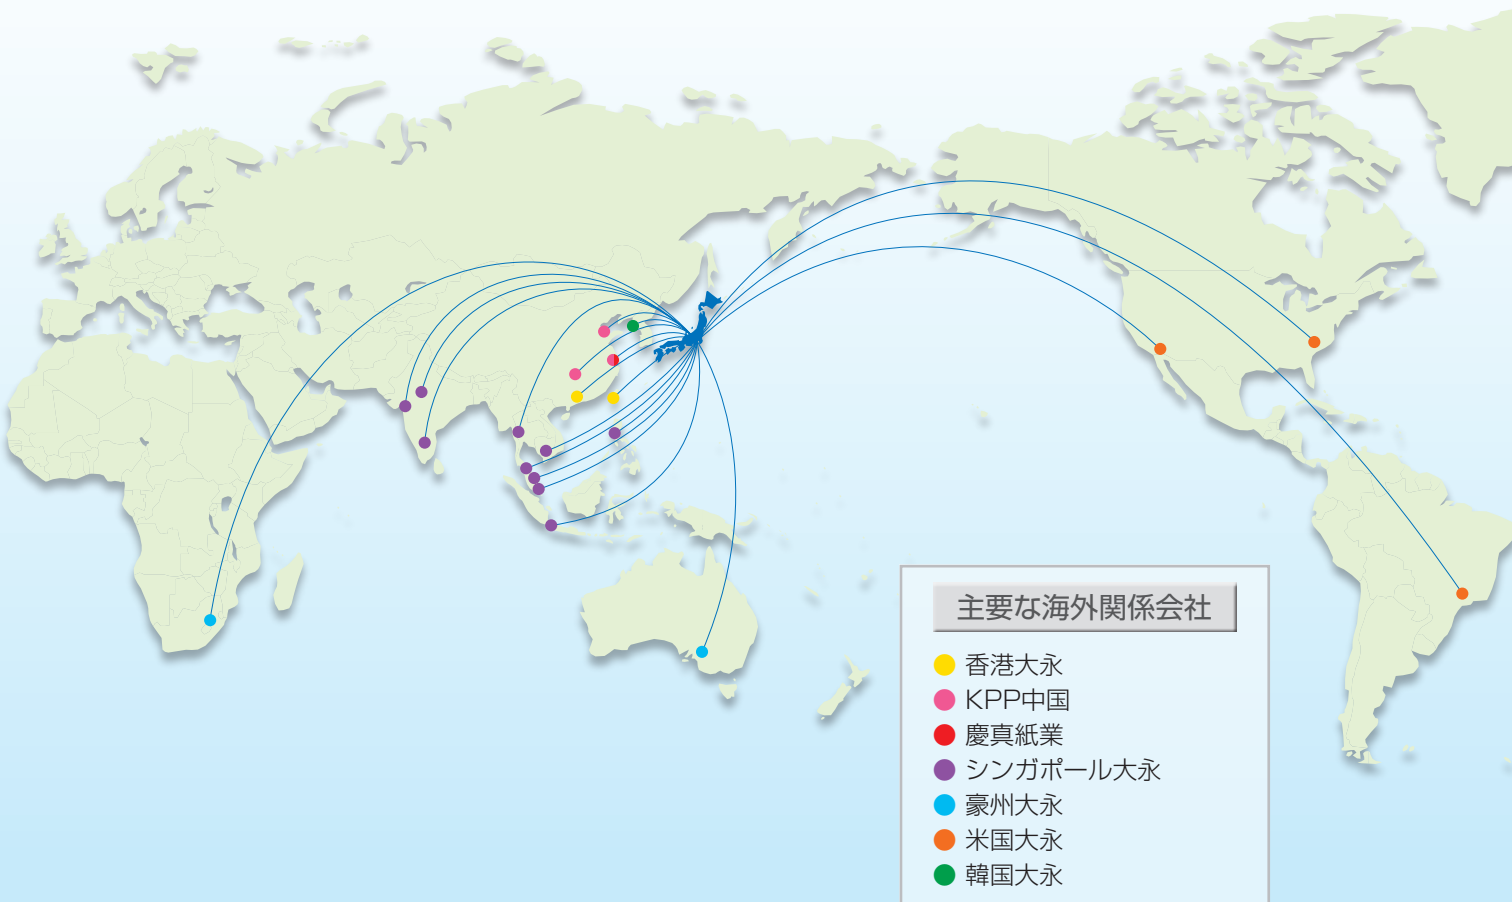 主要な海外関係会社
香港大永
KPP中国
慶真紙業
シンガポール大永
豪州大永
米国大永
韓国大永